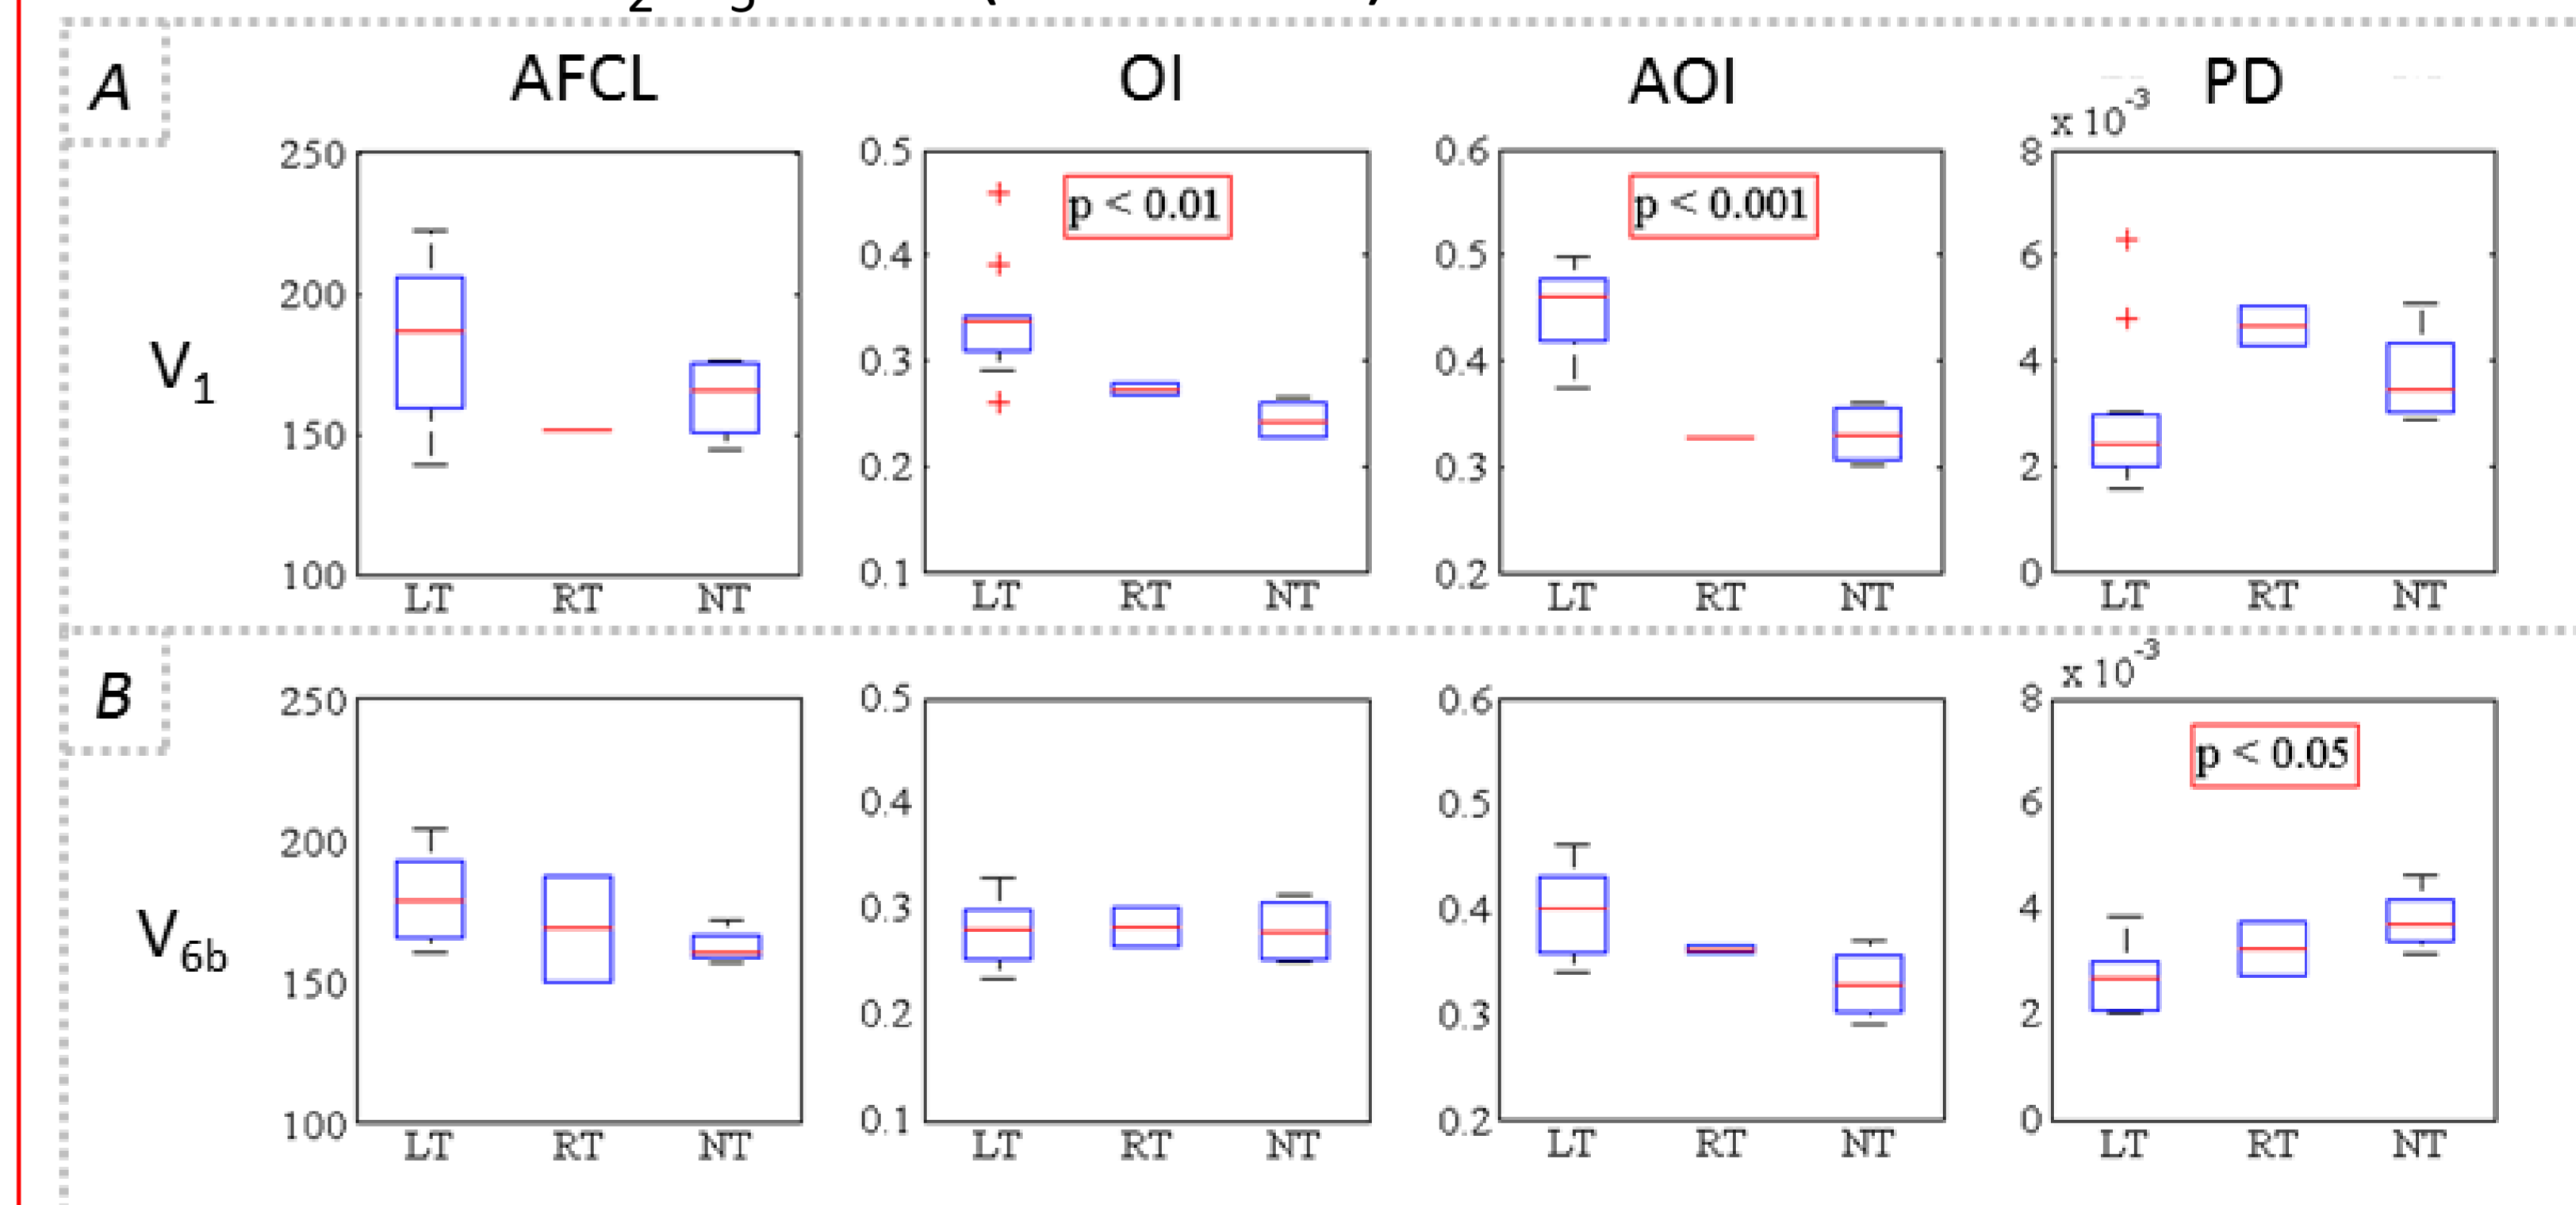 A
AFCL OI AOI PD
x 10-3
250 0.5 0.6 8
p < 0.01 p < 0.001
200 0.4 0.5 6
V1
0.3 0.4 4
150 0.2 0.3 2
100 0.1 0.2 0
LT RT NT LT RT NT LT RT NT LT RT NT
B
x 10-3
250 0.5 0.6 8
p < 0.05
200 0.4 0.5 6
V6b
0.3 0.4 4
150 0.2 0.3 2
100 0.1 0.2 0
LT RT NT LT RT NT LT RT NT LT RT NT